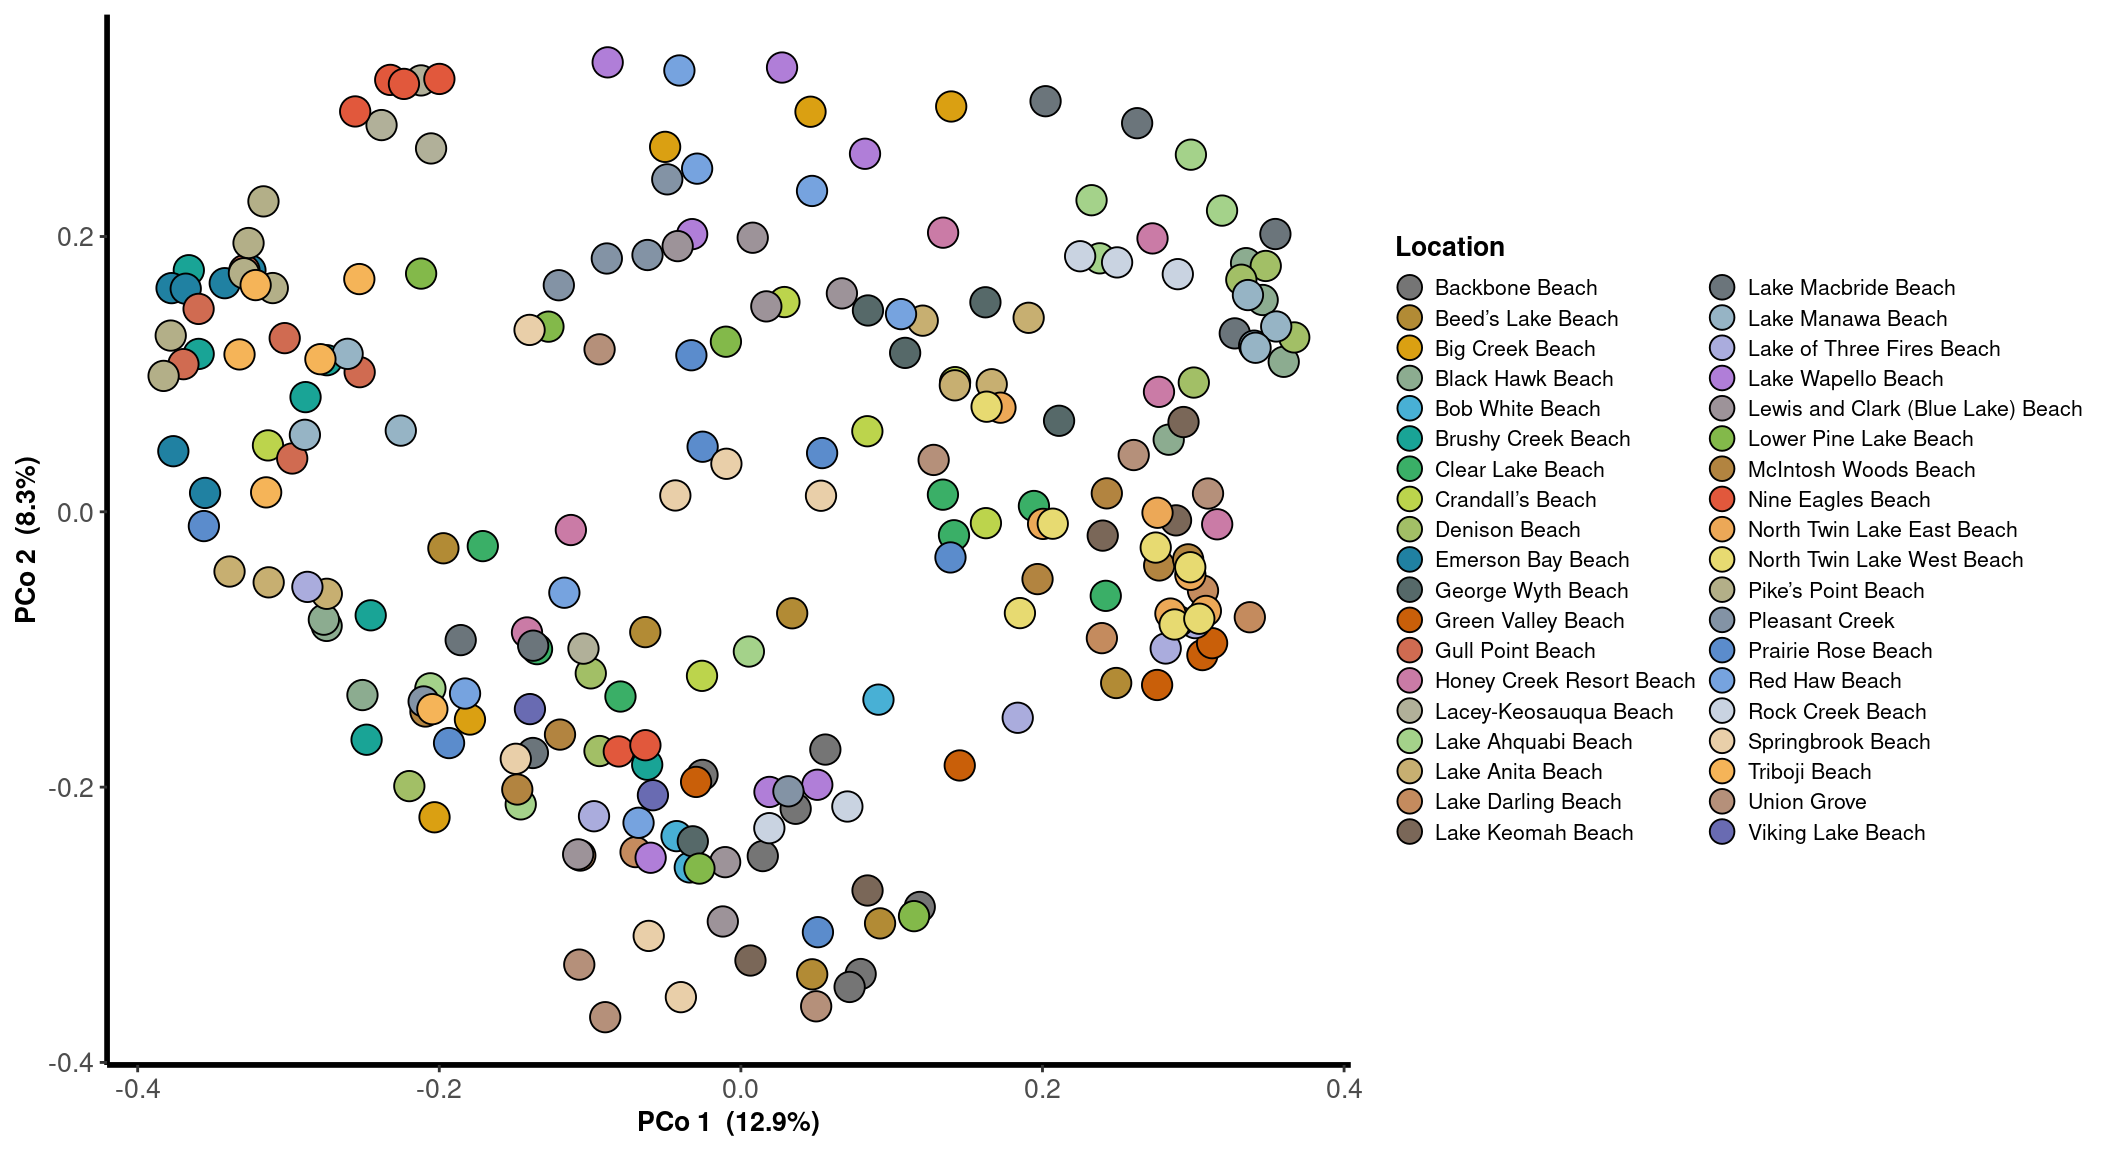 0.2
0.0
-0.2
-0.4
PCo 2 (8.3%)
-0.4
-0.2
0.0
0.2
0.4
PCo 1 (12.9%)
Location
Backbone Beach
Beed’s Lake Beach
Big Creek Beach
Black Hawk Beach
Bob White Beach
Brushy Creek Beach
Clear Lake Beach
Crandall’s Beach
Denison Beach
Emerson Bay Beach
George Wyth Beach
Green Valley Beach
Gull Point Beach
Honey Creek Resort Beach
Lacey-Keosauqua Beach
Lake Ahquabi Beach
Lake Anita Beach
Lake Darling Beach
Lake Keomah Beach
Lake Macbride Beach
Lake Manawa Beach
Lake of Three Fires Beach
Lake Wapello Beach
Lewis and Clark (Blue Lake) Beach
Lower Pine Lake Beach
McIntosh Woods Beach
Nine Eagles Beach
North Twin Lake East Beach
North Twin Lake West Beach
Pike’s Point Beach
Pleasant Creek
Prairie Rose Beach
Red Haw Beach
Rock Creek Beach
Springbrook Beach
Triboji Beach
Union Grove
Viking Lake Beach